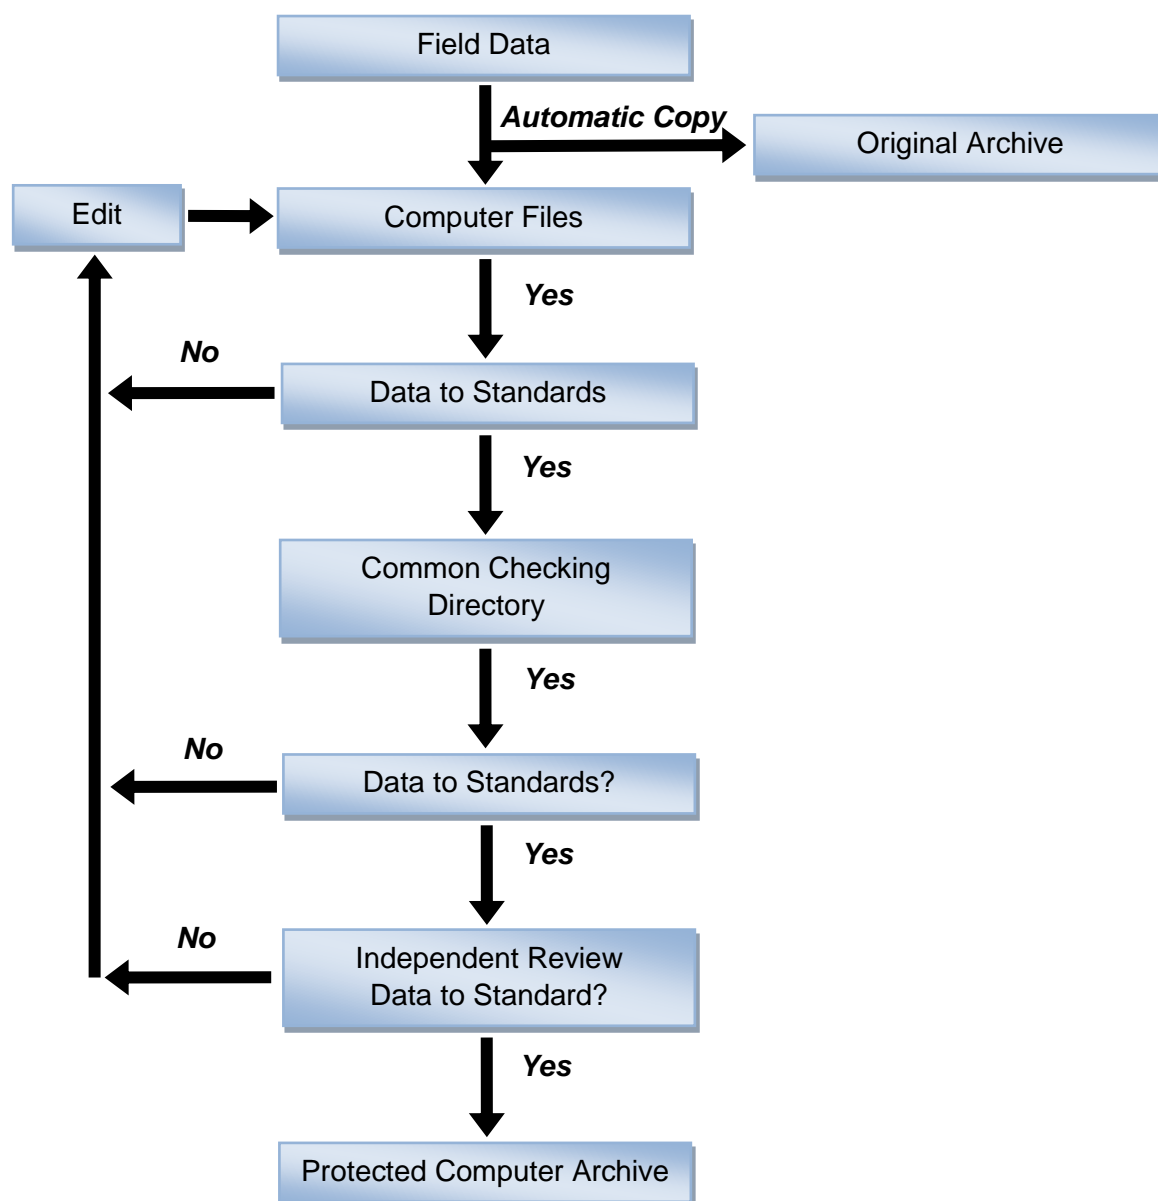 Field Data
Automatic Copy
Original Archive
Edit
Computer Files
Yes
No
Data to Standards
Yes
Common Checking
Directory
Yes
No
Data to Standards?
Yes
No
Independent Review
Data to Standard?
Yes
Protected Computer Archive